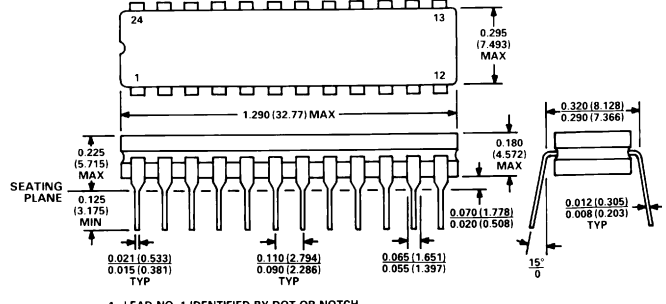 24
13
1
12
0.295
(7.493)
MAX
1.290 (32.77) MAX
0.225
(5.715)
MAX
0.180
(4.572)
MAX
0.320 (8.128)
0.290 (7.366)
SEATING
PLANE
0.125
(3.175)
MIN
0.070 (1.778)
0.020 (0.508)
0.012 (0.305)
0.008 (0.203)
TYP
0.021 (0.533)
0.015 (0.381)
TYP
0.110 (2.794)
0.090 (2.286)
TYP
0.065 (1.651)
0.055 (1.397)
15°
0
1. LEAD NO. 1 IDENTIFIED BY DOT OR NOTCH